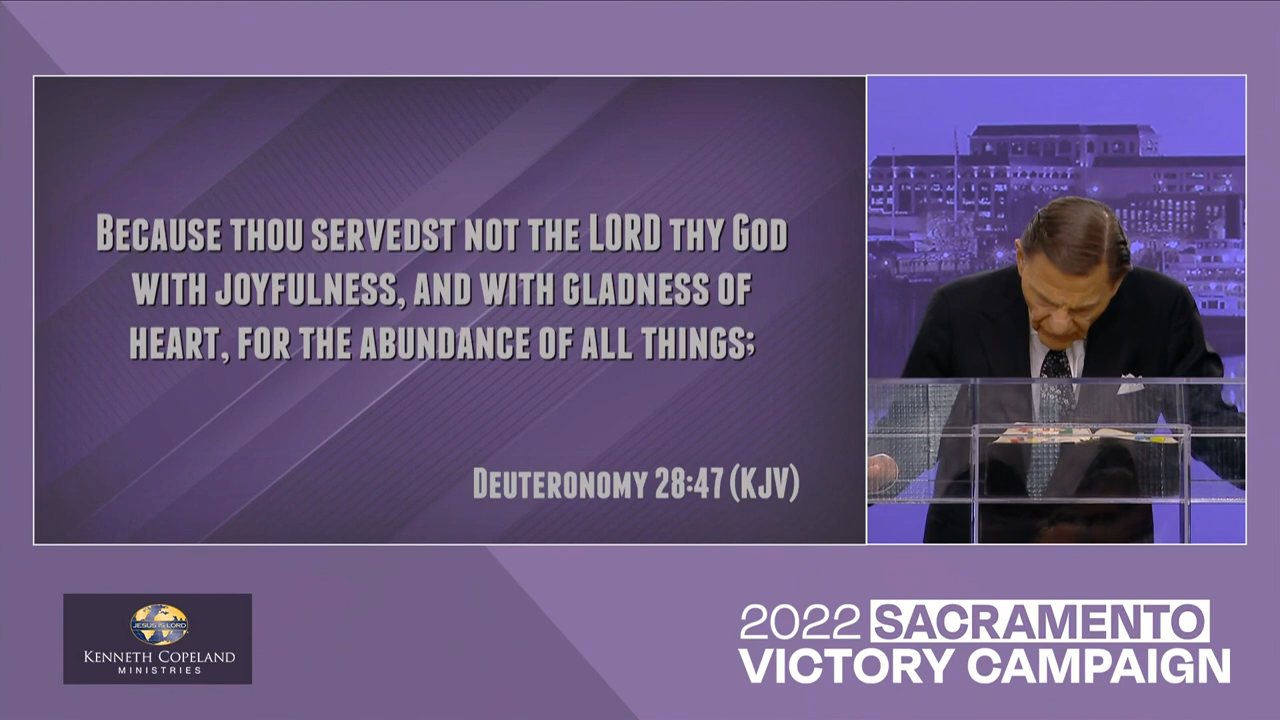 BECAUSE THOU SERVEDST NOT THE LORD THY GOD
WITH JOYFULNESS, AND WITH GLADNESS OF
HEART, FOR THE ABUNDANCE OF ALL THINGS;
DEUTERONOMY 28:47 (KJV)
JESUS IS LORD
KENNETH COPELAND
MINISTRIES
2022 SACRAMENTO
VICTORY CAMPAIGN